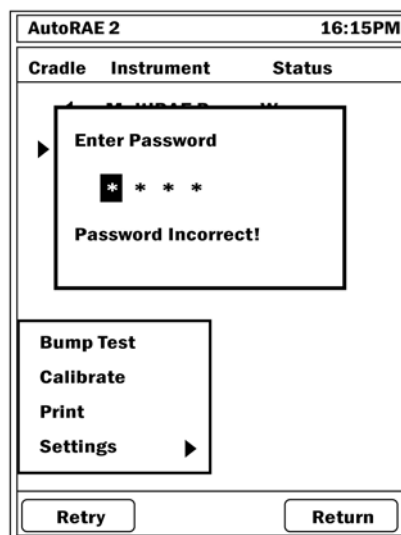 AutoRAE 2 16:15PM
Cradle Instrument Status
Enter Password
* * * *
Password Incorrect!
Bump Test
Calibrate
Print
Settings
Retry Return